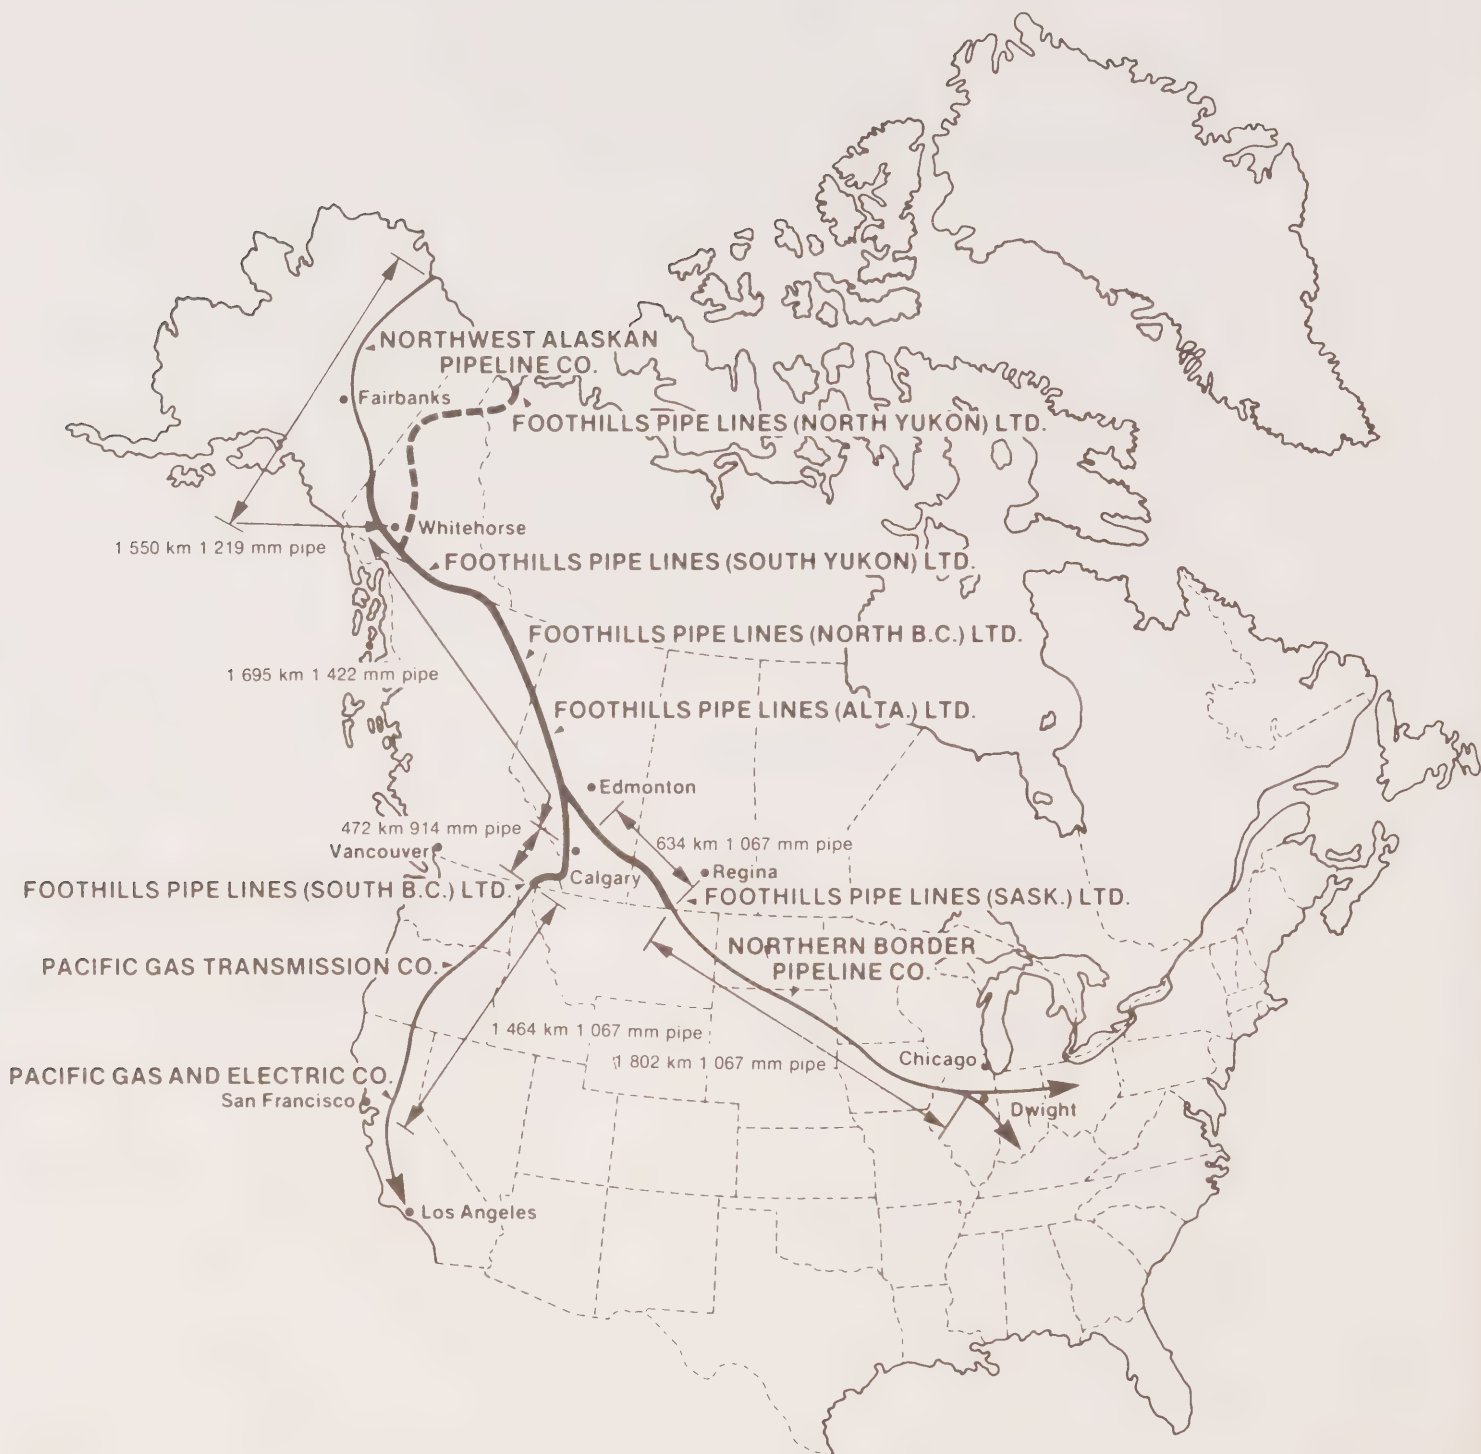 NORTHWEST ALASKAN
PIPELINE CO.
Fairbanks
FOOTHILLS PIPE LINES (NORTH YUKON) LTD.
Whitehorse
1 550 km 1 219 mm pipe
FOOTHILLS PIPE LINES (SOUTH YUKON) LTD.
FOOTHILLS PIPE LINES (NORTH B.C.) LTD.
1 695 km 1 422 mm pipe
FOOTHILLS PIPE LINES (ALTA.) LTD.
Edmonton
472 km 914 mm pipe
634 km 1 067 mm pipe
Vancouver
Calgary
Regina
FOOTHILLS PIPE LINES (SOUTH B.C.) LTD.
FOOTHILLS PIPE LINES (SASK.) LTD.
NORTHERN BORDER
PIPELINE CO.
PACIFIC GAS TRANSMISSION CO.
1 464 km 1 067 mm pipe
1 802 km 1 067 mm pipe
Chicago
PACIFIC GAS AND ELECTRIC CO.
San Francisco
Dwight
Los Angeles